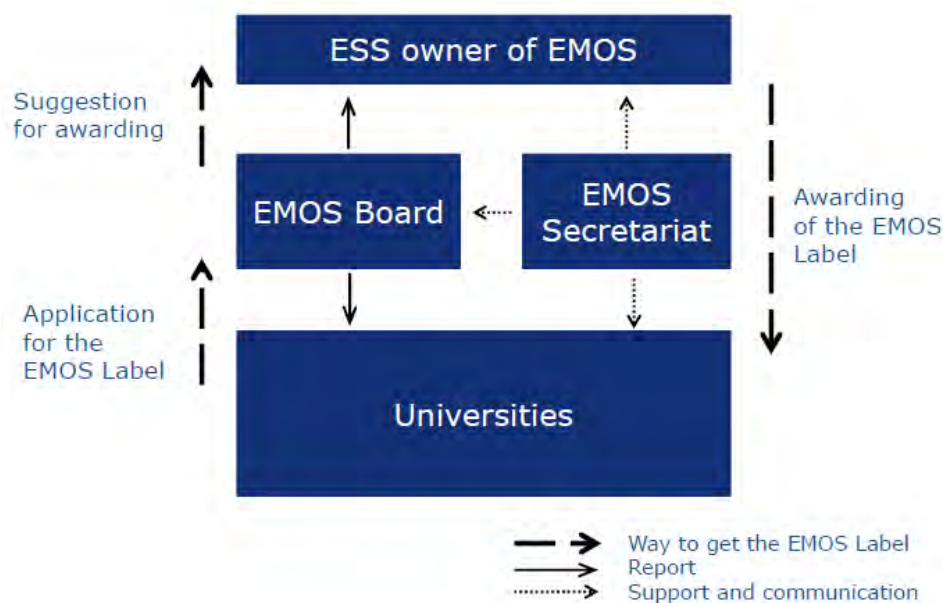 ESS owner of EMOS
Suggestion
for awarding
EMOS Board
EMOS
Secretariat
Awarding
of the EMOS
Label
Application
for the
EMOS Label
Universities
Way to get the EMOS Label
Report
Support and communication